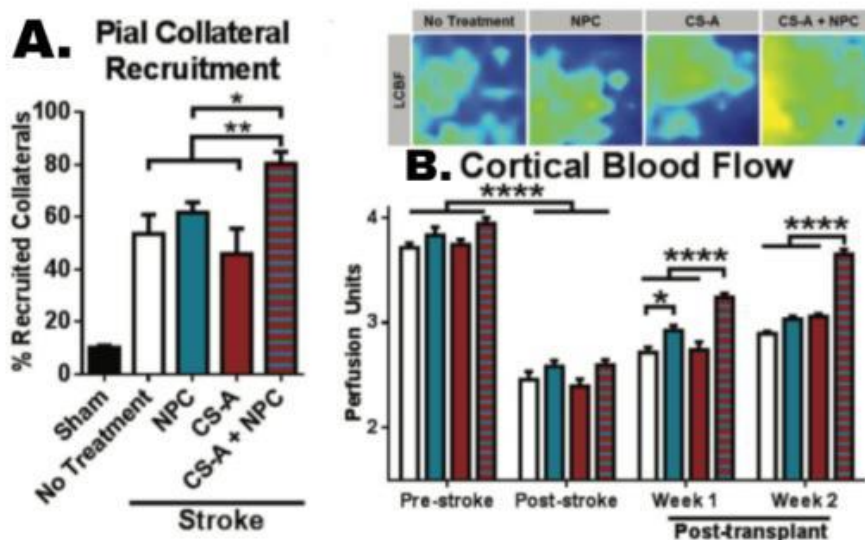 A. Pial Collateral
Recruitment
% Recruited Collaterals
100
80
60
40
20
0
*
**
Sham
No Treatment
NPC
CS-A
CS-A + NPC
Stroke
No Treatment
NPC
CS-A
CS-A + NPC
LCBF
B. Cortical Blood Flow
Perfusion Units
4
3
2
****
*
****
****
Pre-stroke
Post-stroke
Week 1
Week 2
Post-transplant